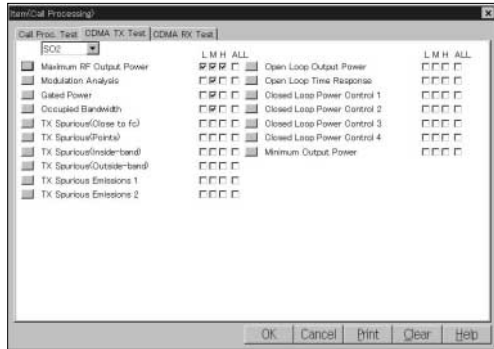 Item(Call Processing)
Call Proc. Test CDMA TX Test CDMA RX Test
SO2
L M H ALL
Maximum RF Output Power
Modulation Analysis
Gated Power
Occupied Bandwidth
TX Spurious(Close to fc)
TX Spurious(Points)
TX Spurious(Inside-band)
TX Spurious(Outside-band)
TX Spurious Emissions 1
TX Spurious Emissions 2
L M H ALL
Open Loop Output Power
Open Loop Time Response
Closed Loop Power Control 1
Closed Loop Power Control 2
Closed Loop Power Control 3
Closed Loop Power Control 4
Minimum Output Power
OK Cancel Print Clear Help